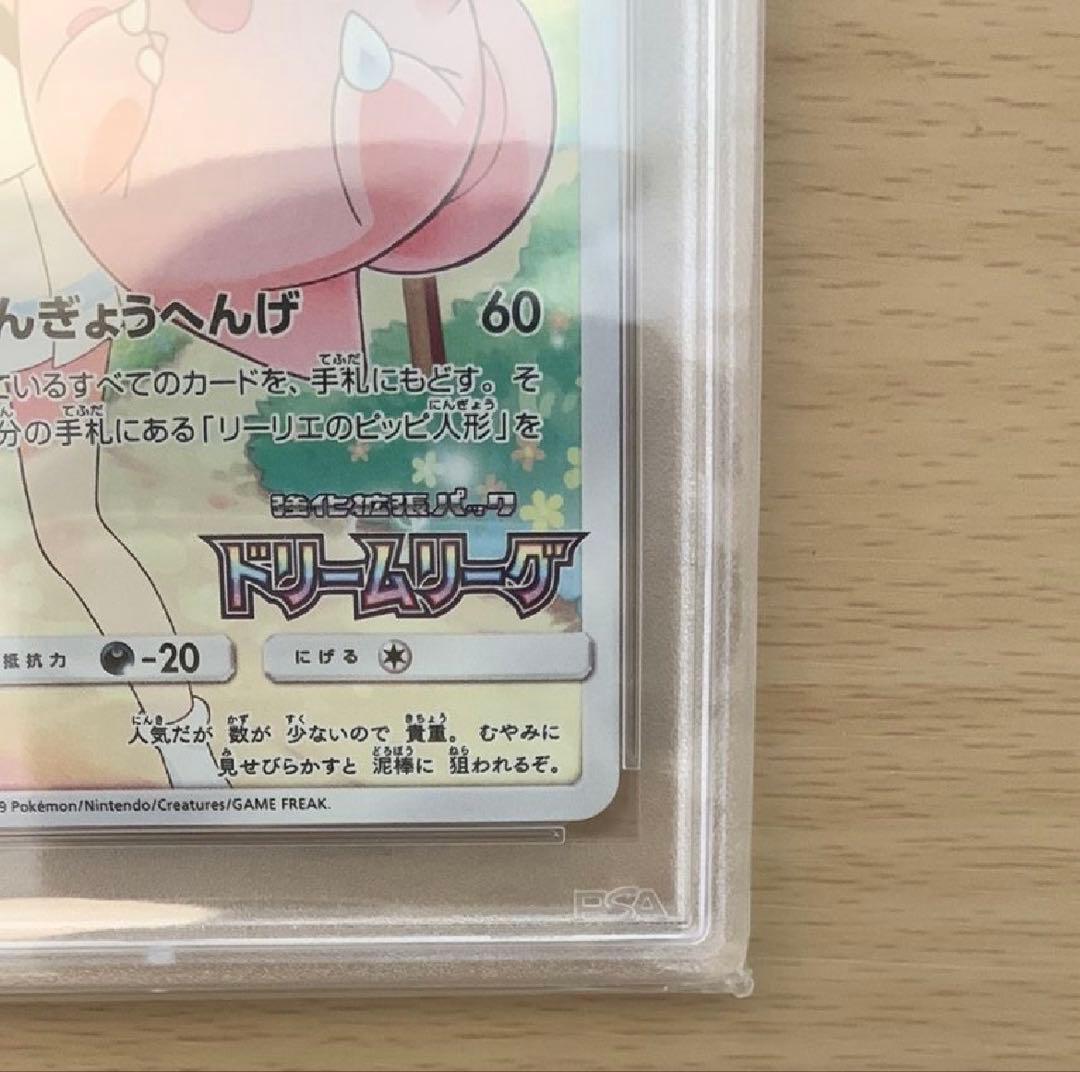 んぎょうへんげ 60
いるすべてのカードを、手札にもどす。そ
分の手札にある「リーリエのピッピ人形」を
強化拡張パック
ドリームリーグ
抵抗力 -20 にげる
人気だが 数が 少ないので 貴重。 むやみに
見せびらかすと 泥棒に 狙われるぞ。
9 Pokémon/Nintendo/Creatures/GAME FREAK.
PSA